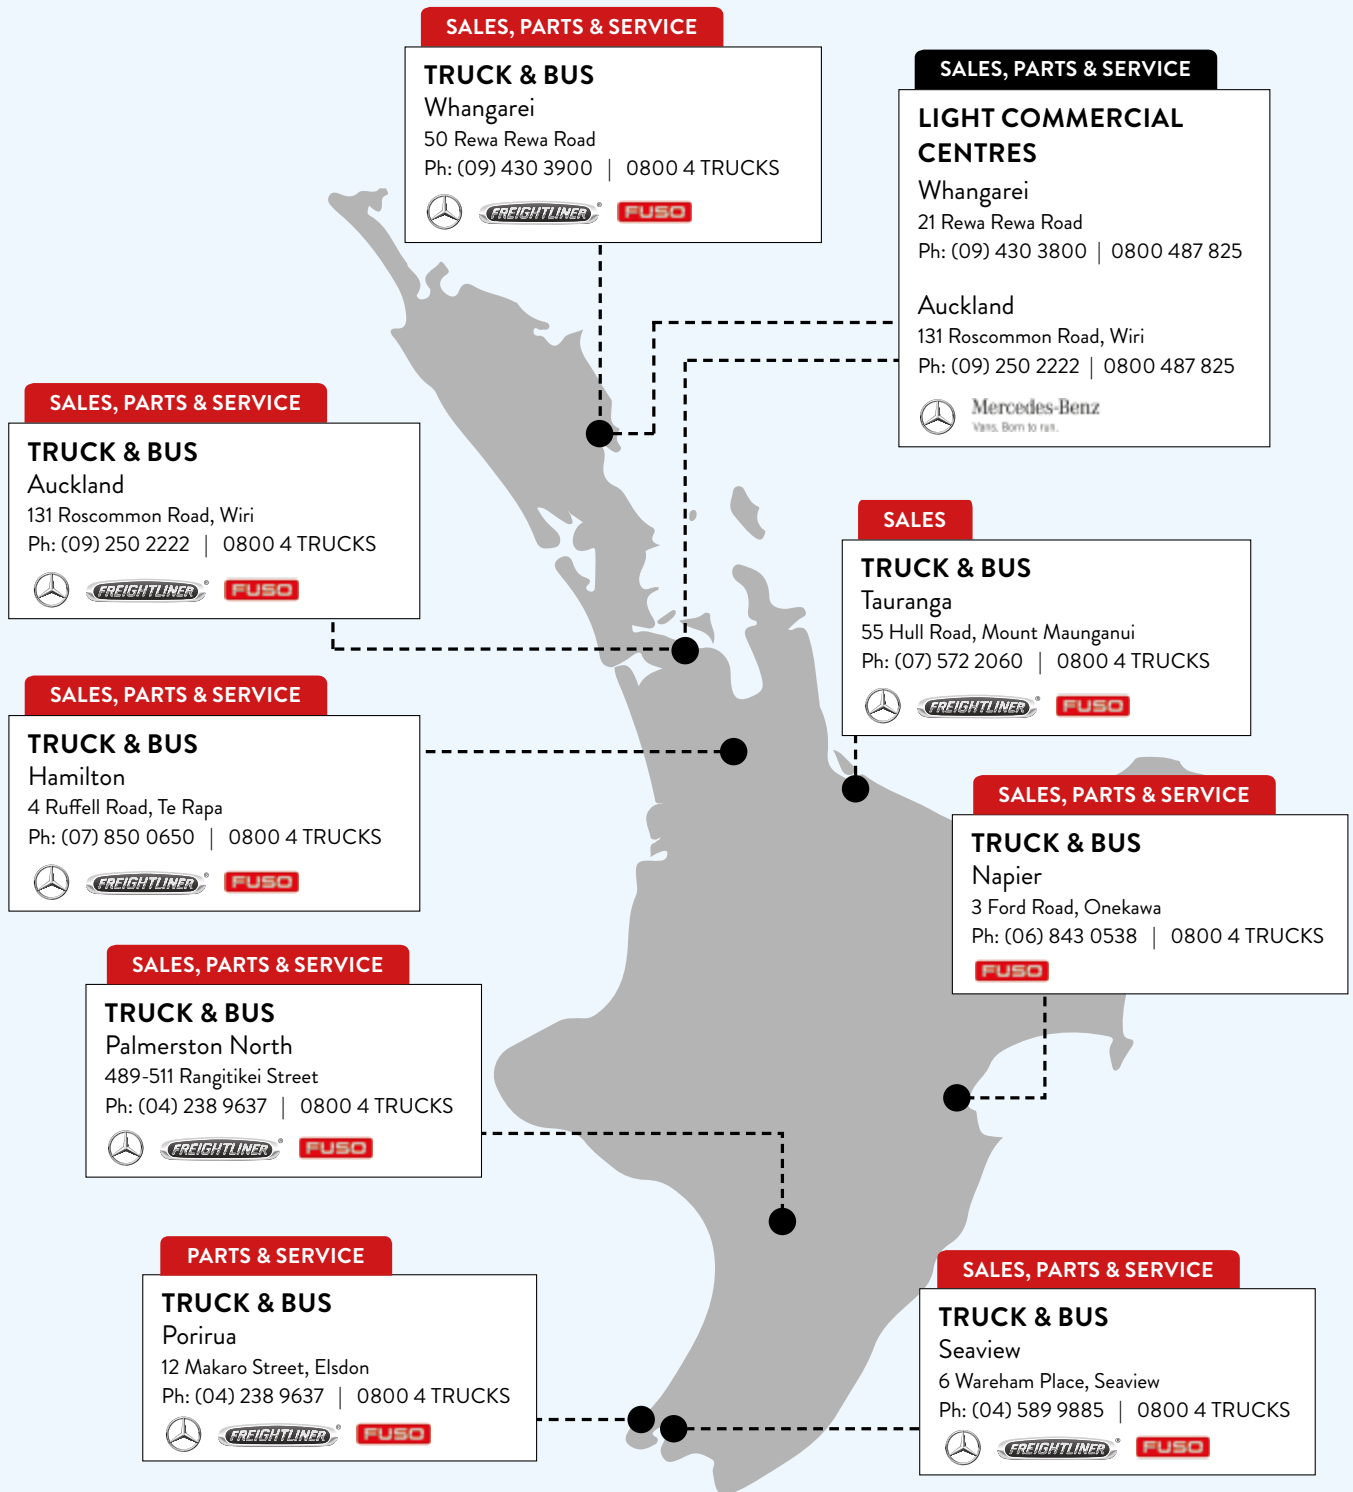 SALES, PARTS & SERVICE
TRUCK & BUS
Whangarei
50 Rewa Rewa Road
Ph: (09) 430 3900 | 0800 4 TRUCKS
FREIGHTLINER
FUSO
SALES, PARTS & SERVICE
LIGHT COMMERCIAL
CENTRES
Whangarei
21 Rewa Rewa Road
Ph: (09) 430 3800 | 0800 487 825
Auckland
131 Roscommon Road, Wiri
Ph: (09) 250 2222 | 0800 487 825
Mercedes-Benz
Vans. Born to run.
SALES, PARTS & SERVICE
TRUCK & BUS
Auckland
131 Roscommon Road, Wiri
Ph: (09) 250 2222 | 0800 4 TRUCKS
FREIGHTLINER
FUSO
SALES
TRUCK & BUS
Tauranga
55 Hull Road, Mount Maunganui
Ph: (07) 572 2060 | 0800 4 TRUCKS
FREIGHTLINER
FUSO
SALES, PARTS & SERVICE
TRUCK & BUS
Hamilton
4 Ruffell Road, Te Rapa
Ph: (07) 850 0650 | 0800 4 TRUCKS
FREIGHTLINER
FUSO
SALES, PARTS & SERVICE
TRUCK & BUS
Napier
3 Ford Road, Onekawa
Ph: (06) 843 0538 | 0800 4 TRUCKS
FUSO
SALES, PARTS & SERVICE
TRUCK & BUS
Palmerston North
489-511 Rangitikei Street
Ph: (04) 238 9637 | 0800 4 TRUCKS
FREIGHTLINER
FUSO
PARTS & SERVICE
TRUCK & BUS
Porirua
12 Makaro Street, Elsdon
Ph: (04) 238 9637 | 0800 4 TRUCKS
FREIGHTLINER
FUSO
SALES, PARTS & SERVICE
TRUCK & BUS
Seaview
6 Wareham Place, Seaview
Ph: (04) 589 9885 | 0800 4 TRUCKS
FREIGHTLINER
FUSO